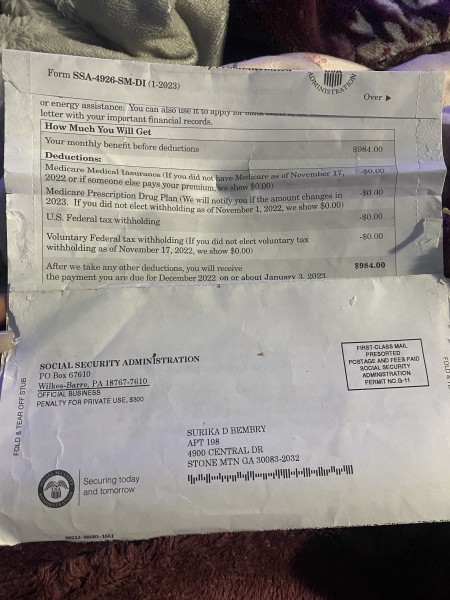 Form SSA-4926-SM-DI (1-2023)
ADMINISTRATION
Over ▶
or energy assistance. You can also use it to apply for
letter with your important financial records.
How Much You Will Get
Your monthly benefit before deductions $984.00
Deductions:
Medicare Medical Insurance (If you did not have Medicare as of November 17, -$0.00
2022 or if someone else pays your premium, we show $0.00)
Medicare Prescription Drug Plan (We will notify you if the amount changes in -$0.00
2023. If you did not elect withholding as of November 1, 2022, we show $0.00)
U.S. Federal tax withholding -$0.00
Voluntary Federal tax withholding (If you did not elect voluntary tax -$0.00
withholding as of November 17, 2022, we show $0.00)
After we take any other deductions, you will receive $984.00
the payment you are due for December 2022 on or about January 3, 2023.
SOCIAL SECURITY ADMINISTRATION
PO Box 67610
Wilkes-Barre, PA 18767-7610
OFFICIAL BUSINESS
PENALTY FOR PRIVATE USE, $300
FIRST-CLASS MAIL
PRESORTED
POSTAGE AND FEES PAID
SOCIAL SECURITY
ADMINISTRATION
PERMIT NO. G-11
FOLD & TEAR OFF STUB
FOLD &
SURIKA D BEMBRY
APT 198
4900 CENTRAL DR
STONE MTN GA 30083-2032
Securing today
and tomorrow